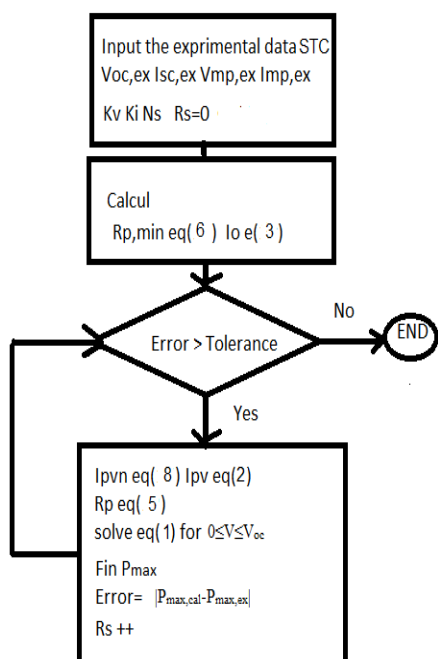 Input the exprimental data STC
Voc,ex Isc,ex Vmp,ex Imp,ex
Kv Ki Ns Rs=0
Calcul
Rp,min eq( 6 ) Io e( 3 )
Error > Tolerance
No
END
Yes
Ipvn eq( 8 ) Ipv eq(2)
Rp eq( 5 )
solve eq(1) for 0≤V≤Voc
Fin Pmax
Error= |Pmax,cal-Pmax,ex|
Rs ++